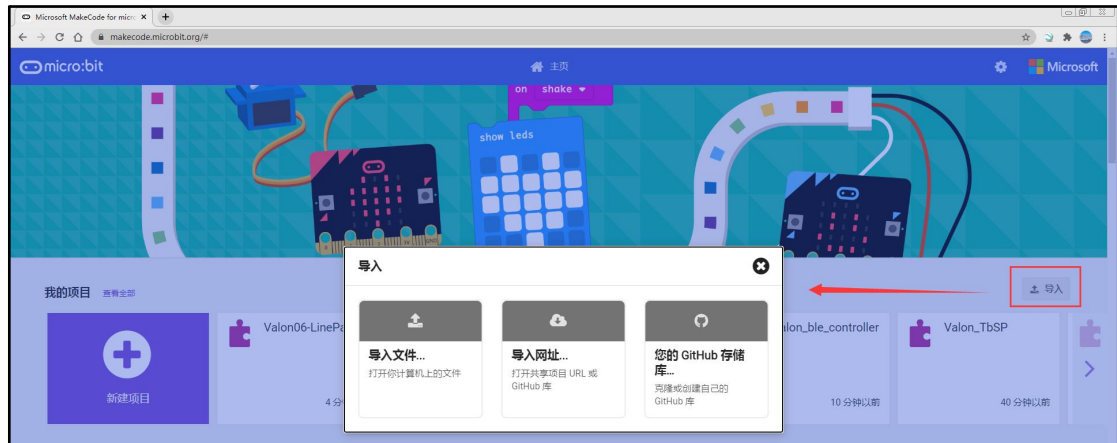 Microsoft MakeCode for micro
makecode.microbit.org/#
micro:bit
主页
Microsoft
on shake
show leds
导入
导入
我的项目 查看全部
新建项目
Valon06-LinePa
4 分
导入文件...
打开你计算机上的文件
导入网址...
打开共享项目 URL 或
GitHub 库
您的 GitHub 存储
库...
克隆或创建自己的
GitHub 库
alon_ble_controller
10 分钟以前
Valon_TbSP
40 分钟以前